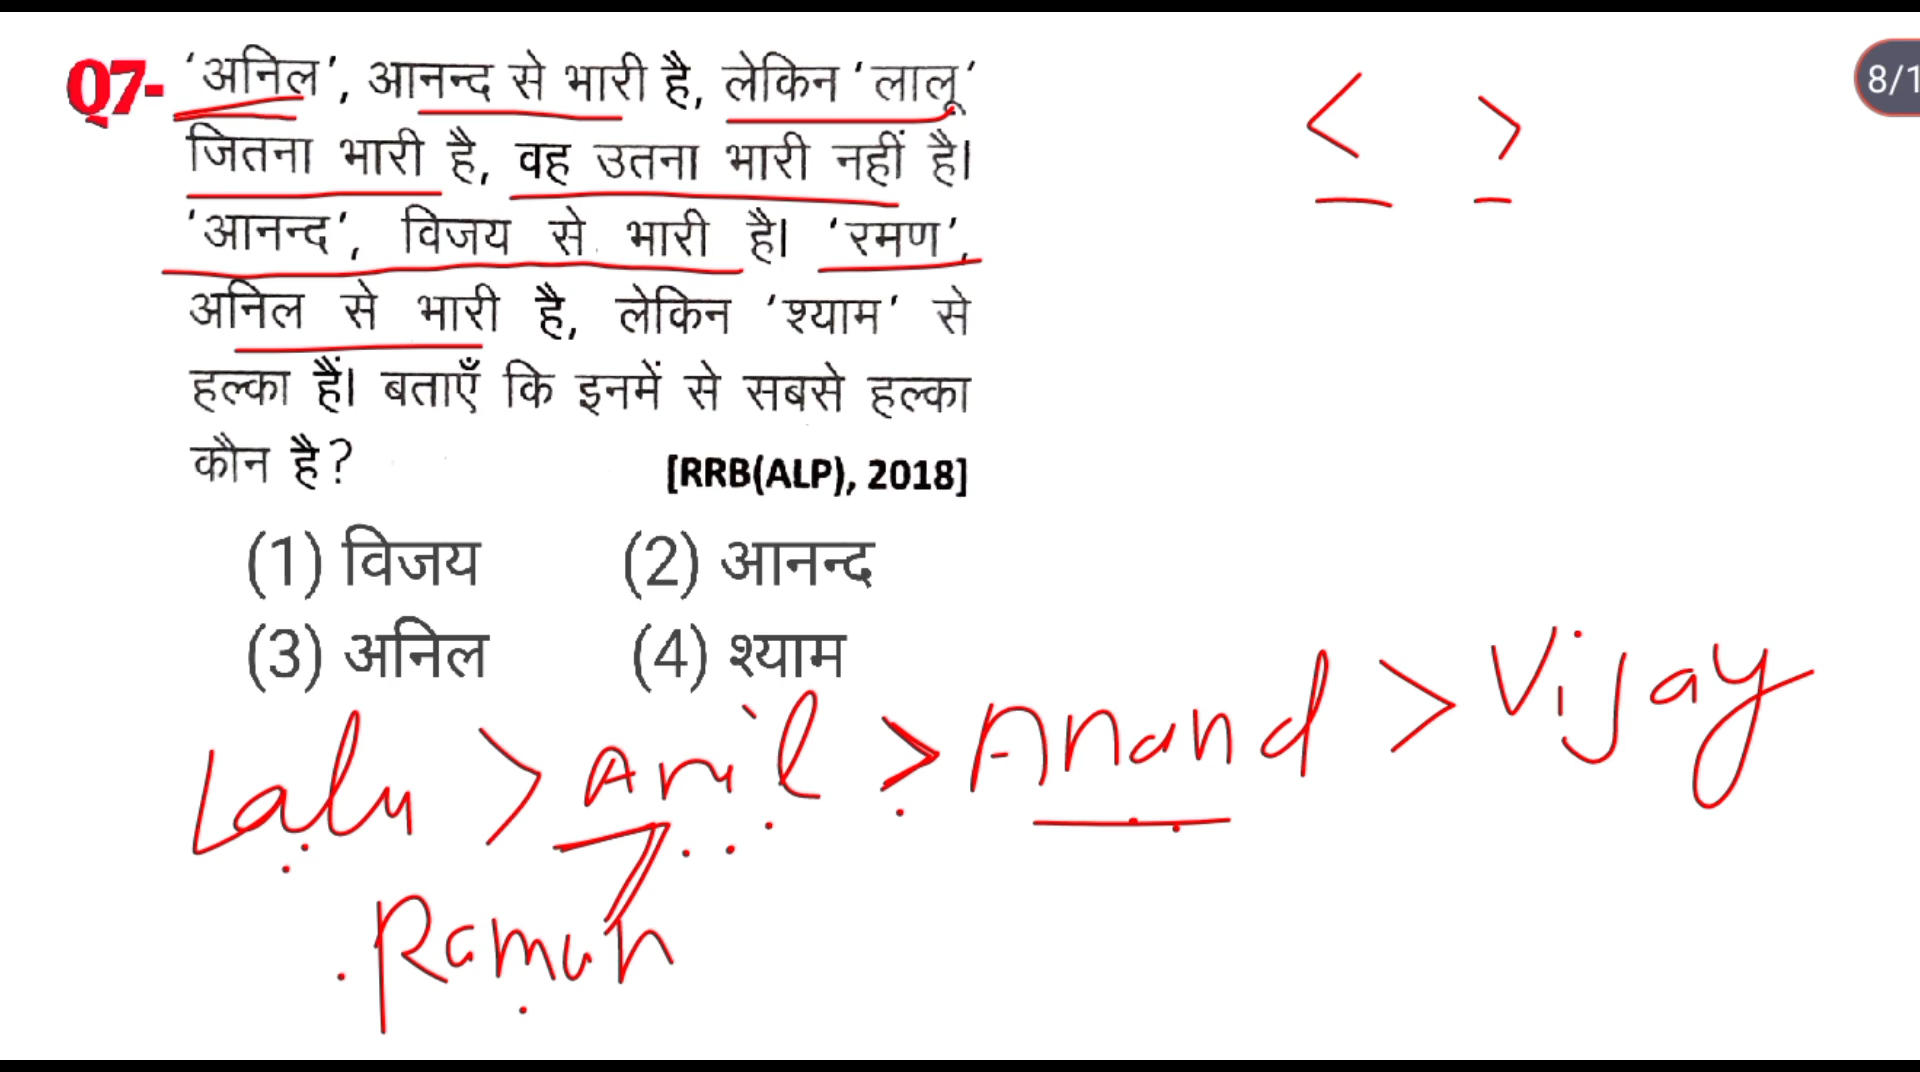 Q7- 'अनिल', आनन्द से भारी है, लेकिन 'लालू'
जितना भारी है, वह उतना भारी नहीं है।
'आनन्द', विजय से भारी है। 'रमण',
अनिल से भारी है, लेकिन 'श्याम' से
हल्का हैं। बताएँ कि इनमें से सबसे हल्का
कौन है?
[RRB(ALP), 2018]
(1) विजय (2) आनन्द
(3) अनिल (4) श्याम
< >
8/1
Lalu > Anil > Anand > Vijay
Raman